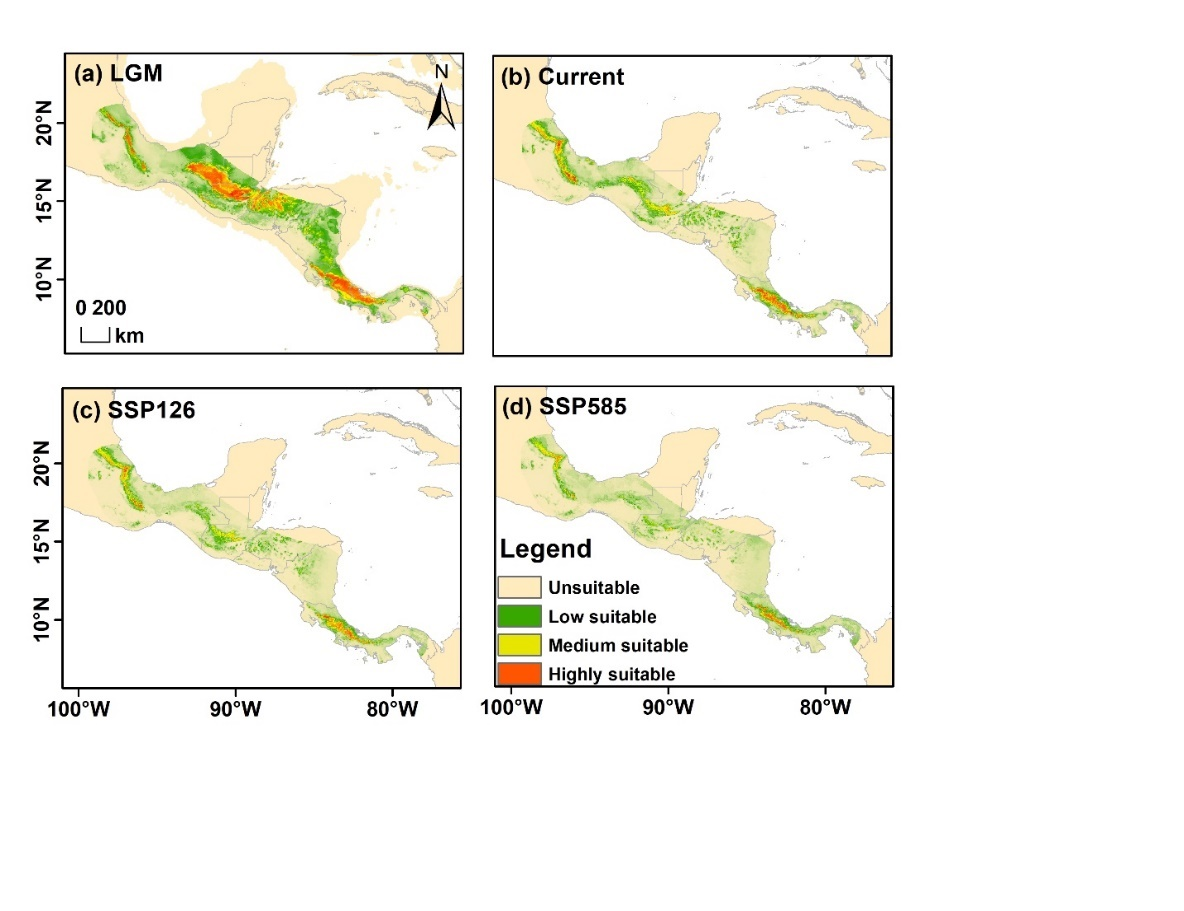 (a) LGM
N
20°N
15°N
10°N
0 200
km
(b) Current
(c) SSP126
20°N
15°N
10°N
100°W
90°W
80°W
(d) SSP585
Legend
Unsuitable
Low suitable
Medium suitable
Highly suitable
100°W
90°W
80°W